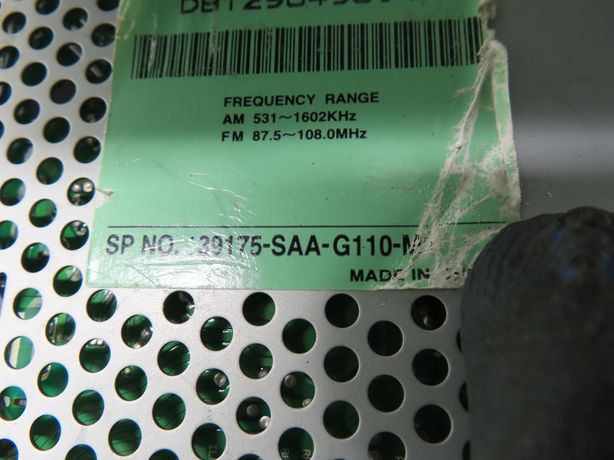 FREQUENCY RANGE
AM 531~1602KHz
FM 87.5~108.0MHz
SP NO. 39175-SAA-G110-M
MADE IN